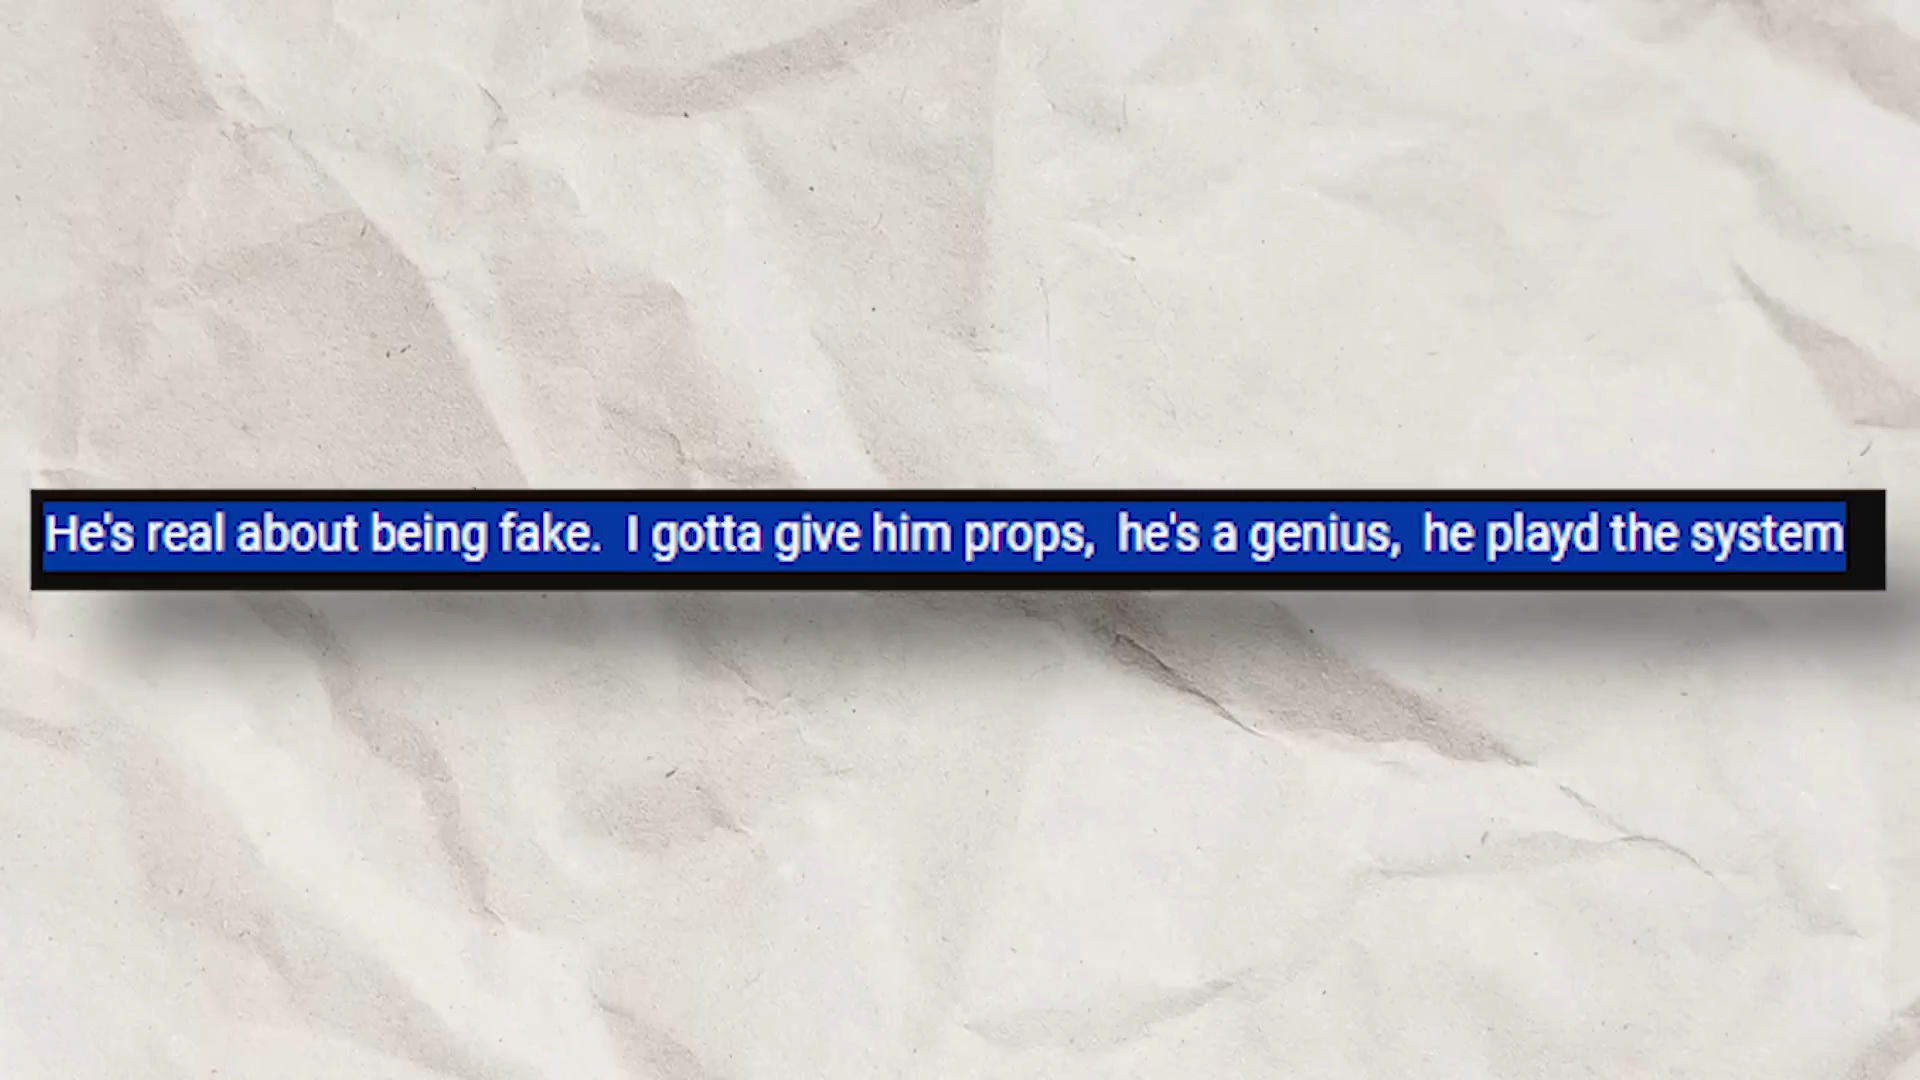 He's real about being fake.  I gotta give him props,  he's a genius,  he playd the system